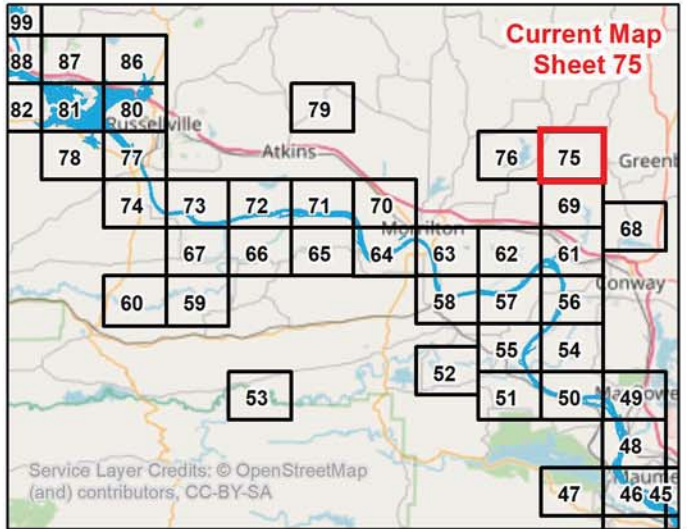 99
Current Map
Sheet 75
88 87 86
82 81 80
Russellville
79
Atkins
78 77
76 75
Greenb
74 73 72 71 70
69
68
Morrilton
67 66 65 64 63 62 61
Conway
60 59
58 57 56
55 54
52
53
51 50 49
48
Maume
47 46 45
Service Layer Credits: © OpenStreetMap
(and) contributors, CC-BY-SA